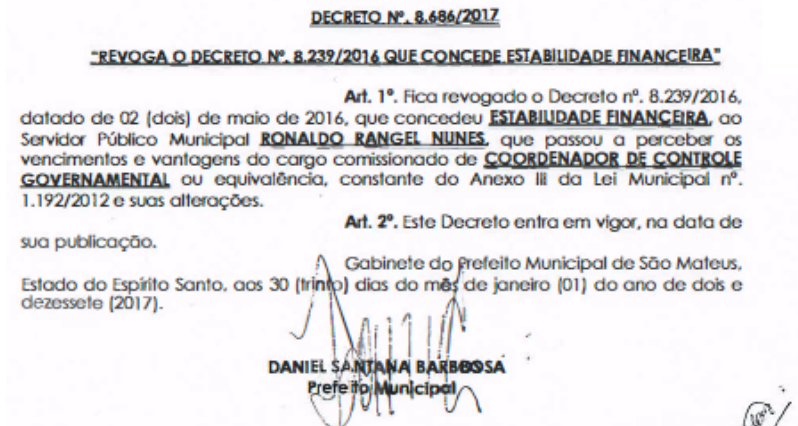 DECRETO Nº. 8.686/2017
"REVOGA O DECRETO Nº. 8.239/2016 QUE CONCEDE ESTABILIDADE FINANCEIRA"
Art. 1º. Fica revogado o Decreto nº. 8.239/2016,
datado de 02 (dois) de maio de 2016, que concedeu ESTABILIDADE FINANCEIRA, ao
Servidor Público Municipal RONALDO RANGEL NUNES, que passou a perceber os
vencimentos e vantagens do cargo comissionado de COORDENADOR DE CONTROLE
GOVERNAMENTAL ou equivalência, constante do Anexo III da Lei Municipal nº.
1.192/2012 e suas alterações.
Art. 2º. Este Decreto entra em vigor, na data de
sua publicação.
Gabinete do Prefeito Municipal de São Mateus,
Estado do Espírito Santo, aos 30 (trinta) dias do mês de janeiro (01) do ano de dois e
dezessete (2017).
DANIEL SANTANA BARBOSA
Prefeito Municipal